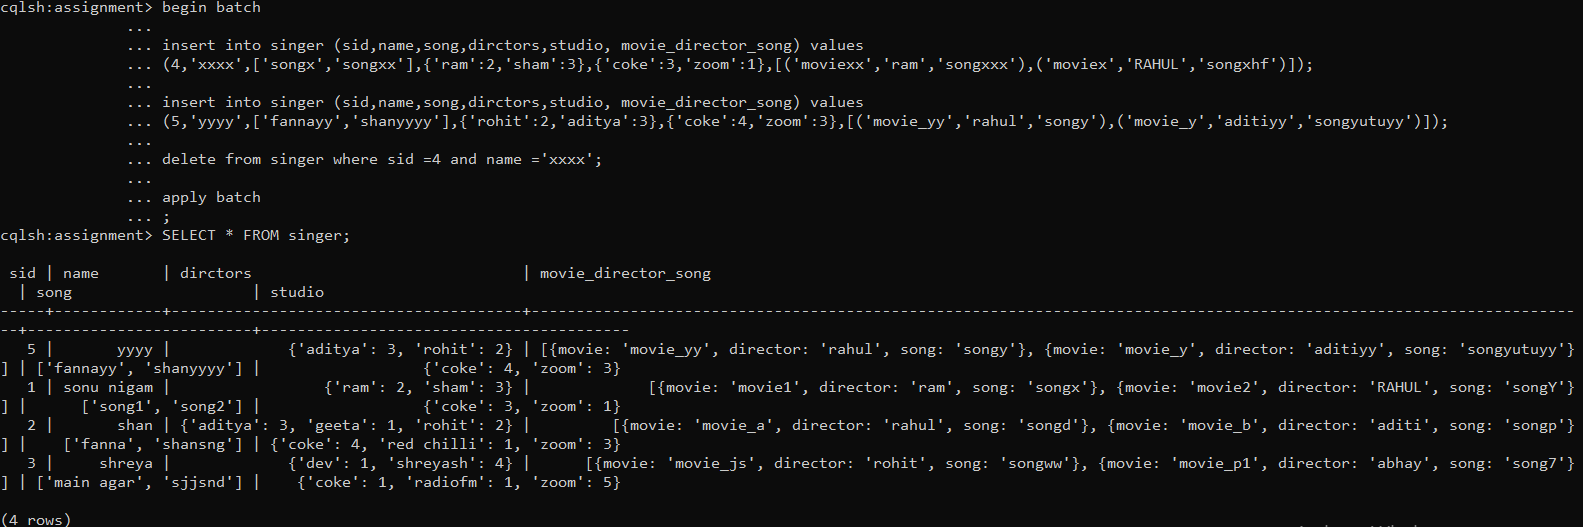 cqlsh:assignment> begin batch
...
... insert into singer (sid,name,song,dirctors,studio, movie_director_song) values
... (4,'xxxx',['songx','songxx'],{'ram':2,'sham':3},{'coke':3,'zoom':1},[('moviexx','ram','songxxx'),('moviex','RAHUL','songxhf')]);
...
... insert into singer (sid,name,song,dirctors,studio, movie_director_song) values
... (5,'yyyy',['fannayy','shanyyyy'],{'rohit':2,'aditya':3},{'coke':4,'zoom':3},[('movie_yy','rahul','songy'),('movie_y','aditiyy','songyutuyy')]);
...
... delete from singer where sid =4 and name ='xxxx';
...
... apply batch
... ;
cqlsh:assignment> SELECT * FROM singer;
sid | name | dirctors | movie_director_song
| song | studio
-----+------------+---------------------------------------+--------------------------------------------------------------------------------------------------------------------
--+-------------------------+-----------------------------------------
5 | yyyy | {'aditya': 3, 'rohit': 2} | [{movie: 'movie_yy', director: 'rahul', song: 'songy'}, {movie: 'movie_y', director: 'aditiyy', song: 'songyutuyy'}
] | ['fannayy', 'shanyyyy'] | {'coke': 4, 'zoom': 3}
1 | sonu nigam | {'ram': 2, 'sham': 3} | [{movie: 'movie1', director: 'ram', song: 'songx'}, {movie: 'movie2', director: 'RAHUL', song: 'songY'}
] | ['song1', 'song2'] | {'coke': 3, 'zoom': 1}
2 | shan | {'aditya': 3, 'geeta': 1, 'rohit': 2} | [{movie: 'movie_a', director: 'rahul', song: 'songd'}, {movie: 'movie_b', director: 'aditi', song: 'songp'}
] | ['fanna', 'shansng'] | {'coke': 4, 'red chilli': 1, 'zoom': 3}
3 | shreya | {'dev': 1, 'shreyash': 4} | [{movie: 'movie_js', director: 'rohit', song: 'songww'}, {movie: 'movie_p1', director: 'abhay', song: 'song7'}
] | ['main agar', 'sjjsnd'] | {'coke': 1, 'radiofm': 1, 'zoom': 5}
(4 rows)